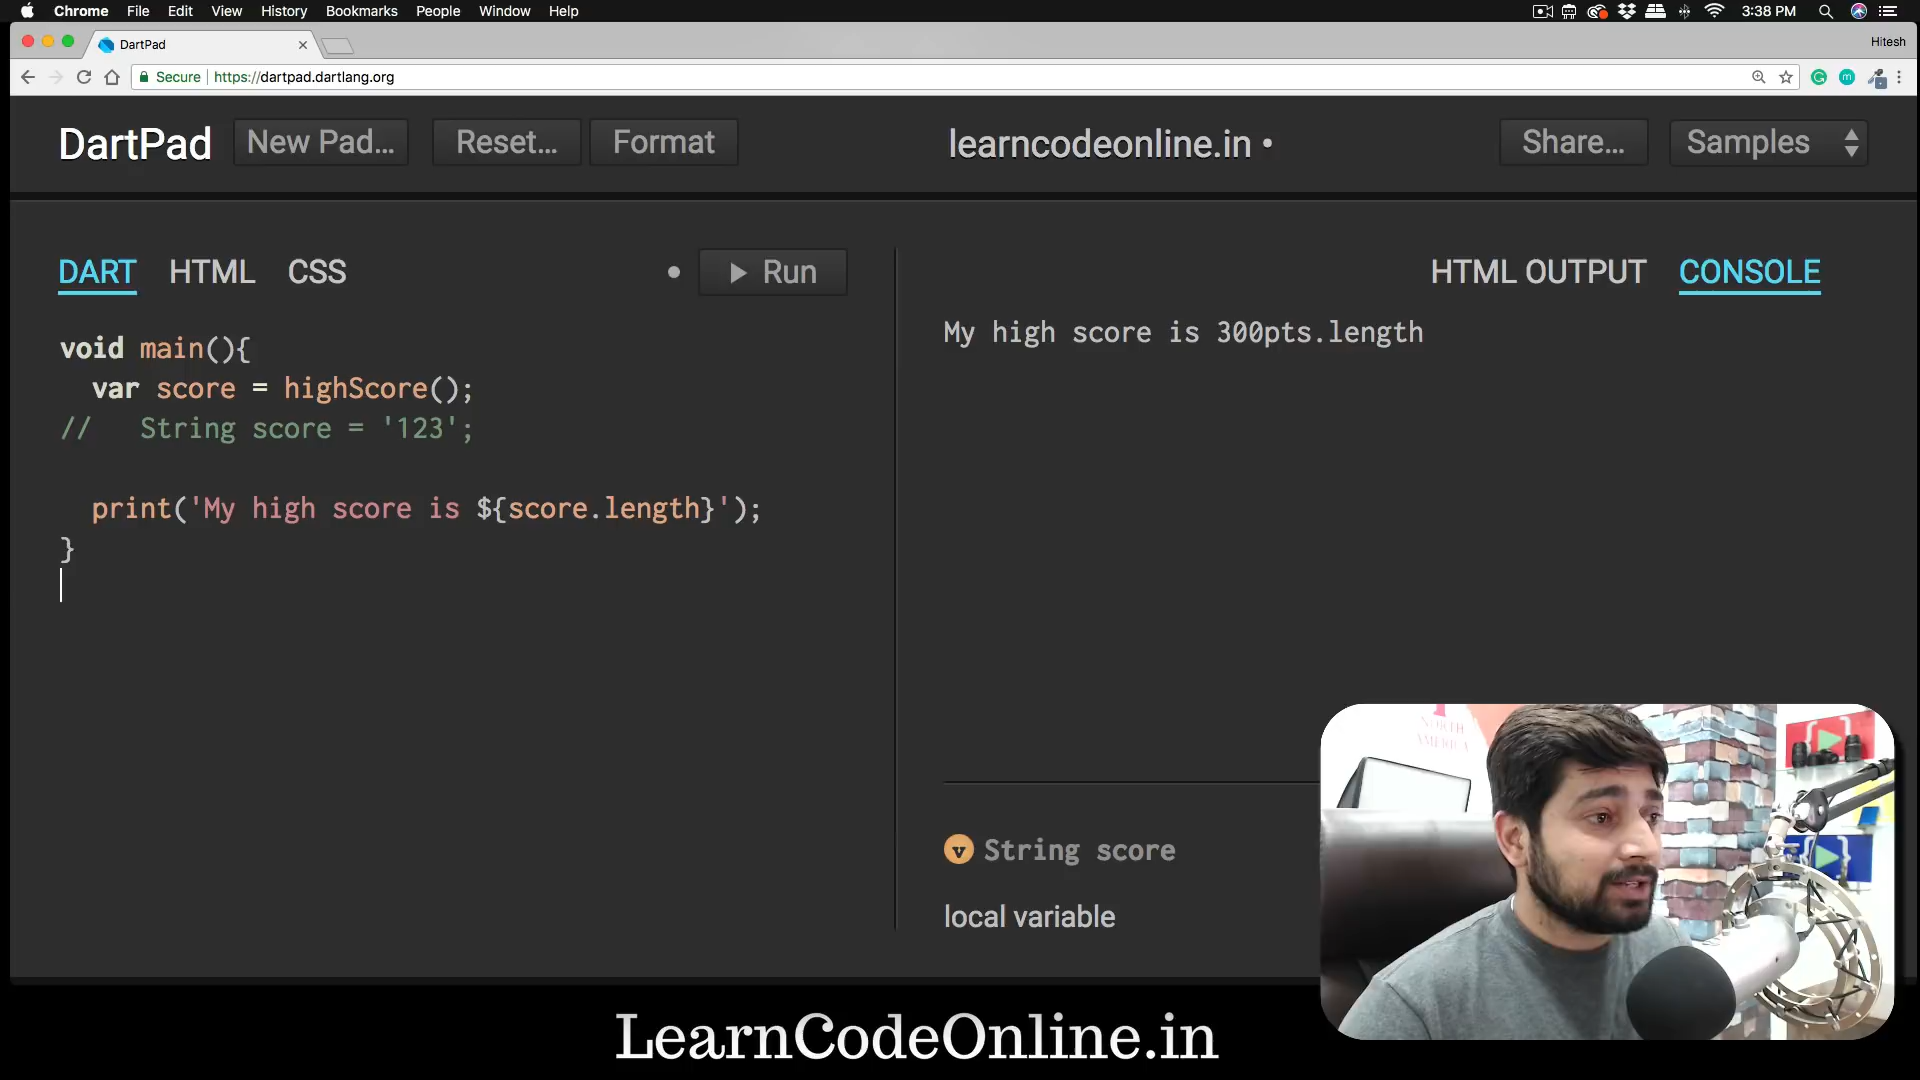 Chrome File Edit View History Bookmarks People Window Help 3:38 PM
DartPad Hitesh
Secure https://dartpad.dartlang.org
DartPad New Pad... Reset... Format learncodeonline.in • Share... Samples
DART HTML CSS Run HTML OUTPUT CONSOLE
void main(){
var score = highScore();
// String score = '123';
print('My high score is ${score.length}');
}
My high score is 300pts.length
v String score
local variable
NORTH
AMERICA
LearnCodeOnline.in